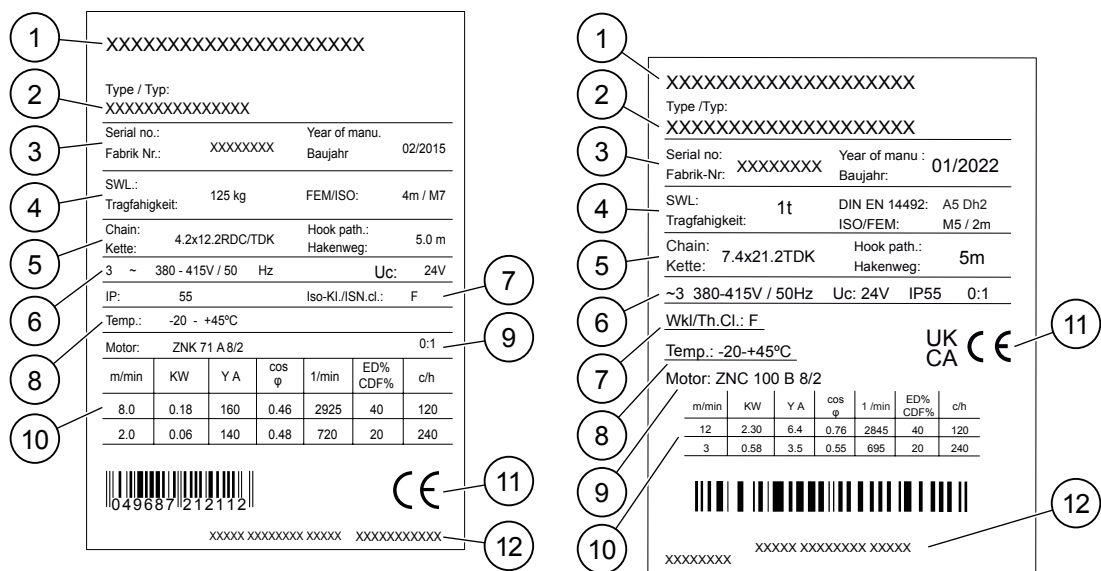 1
XXXXXXXXXXXXXXXXXXXXX
2
Type / Typ:
XXXXXXXXXXXXXXX
3
Serial no.:
Fabrik Nr.:
XXXXXXXX
Year of manu.
Baujahr
02/2015
4
SWL.:
Tragfahigkeit:
125 kg
FEM/ISO:
4m / M7
5
Chain:
Kette:
4.2x12.2RDC/TDK
Hook path.:
Hakenweg:
5.0 m
6
3 ~ 380 - 415V / 50 Hz Uc: 24V
IP: 55 Iso-Kl./ISN.cl.: F
7
8
Temp.: -20 - +45ºC
Motor: ZNK 71 A 8/2 0:1
9
m/min KW Y A cos φ 1/min ED% CDF% c/h
10
8.0 0.18 160 0.46 2925 40 120
2.0 0.06 140 0.48 720 20 240
049687 212112
CE
11
XXXXX XXXXXXXX XXXXX XXXXXXXXXXX
12
1
XXXXXXXXXXXXXXXXXXXX
2
Type /Typ:
XXXXXXXXXXXXXXXXXXXX
3
Serial no:
Fabrik-Nr:
XXXXXXXX
Year of manu :
Baujahr:
01/2022
4
SWL:
Tragfahigkeit:
1t
DIN EN 14492: A5 Dh2
ISO/FEM: M5 / 2m
5
Chain:
Kette:
7.4x21.2TDK
Hook path.:
Hakenweg:
5m
6
~3 380-415V / 50Hz Uc: 24V IP55 0:1
7
Wkl/Th.Cl.: F
8
Temp.: -20-+45ºC
UK
CA
CE
11
9
Motor: ZNC 100 B 8/2
m/min KW Y A cos φ 1 /min ED% CDF% c/h
10
12 2.30 6.4 0.76 2845 40 120
3 0.58 3.5 0.55 695 20 240
12
XXXXX XXXXXXXX XXXXX
XXXXXXXX